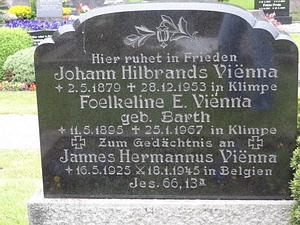 Hier ruhet in Frieden
Johann Hilbrands Viënna
+ 2.5.1879 + 28.12.1953 in Klimpe
Foelkeline E. Viënna
geb. Barth
+ 11.5.1895 + 25.1.1967 in Klimpe
Zum Gedächtnis an
Jannes Hermannus Viënna
+ 16.5.1925 X 18.1.1945 in Belgien
Jes. 66,13ª